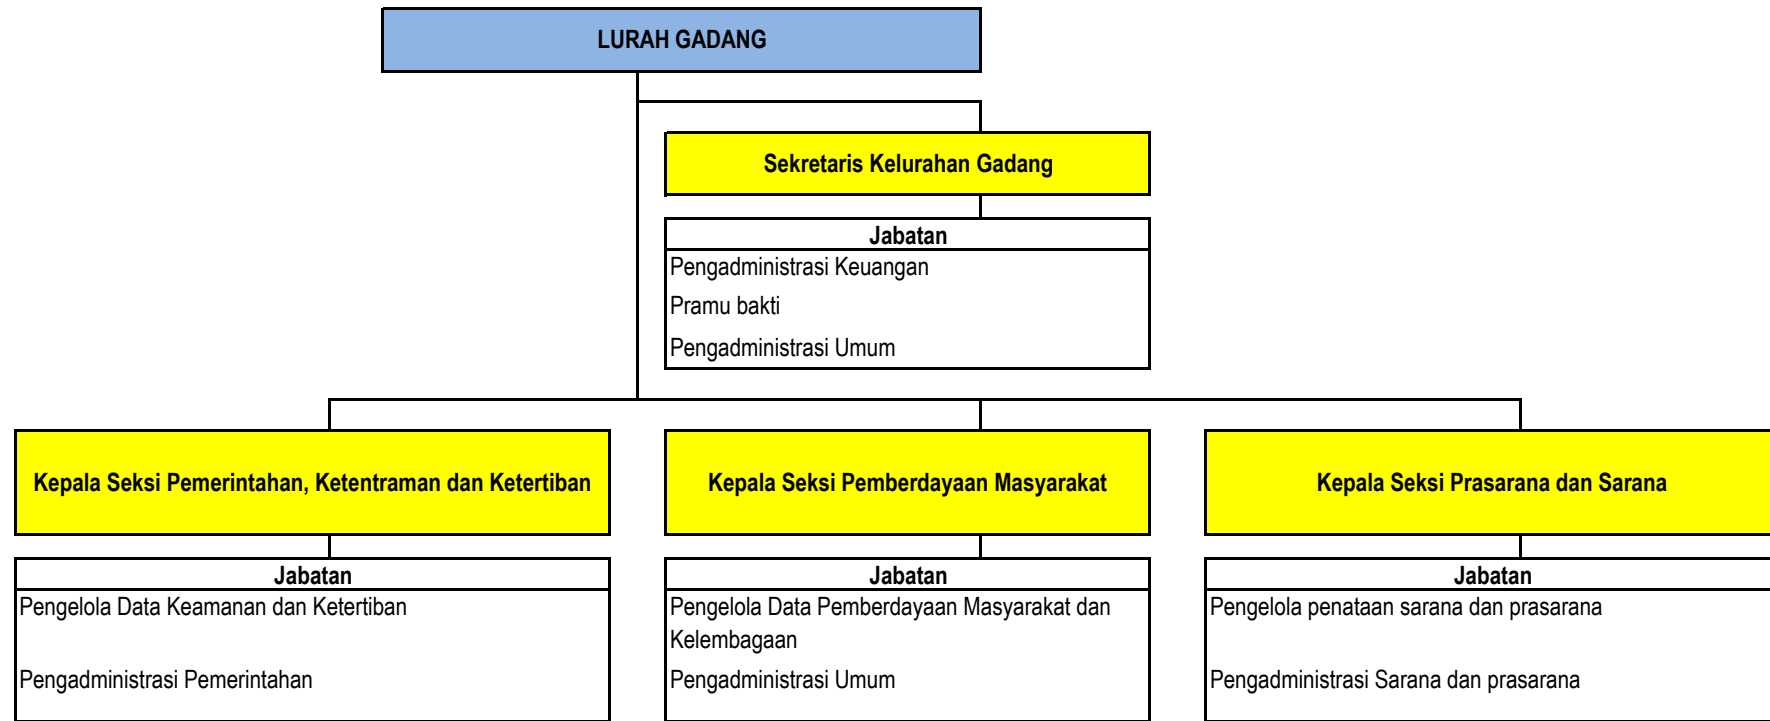 LURAH GADANG
Sekretaris Kelurahan Gadang
Jabatan
Pengadministrasi Keuangan
Pramu bakti
Pengadministrasi Umum
Kepala Seksi Pemerintahan, Ketentraman dan Ketertiban
Jabatan
Pengelola Data Keamanan dan Ketertiban
Pengadministrasi Pemerintahan
Kepala Seksi Pemberdayaan Masyarakat
Jabatan
Pengelola Data Pemberdayaan Masyarakat dan
Kelembagaan
Pengadministrasi Umum
Kepala Seksi Prasarana dan Sarana
Jabatan
Pengelola penataan sarana dan prasarana
Pengadministrasi Sarana dan prasarana